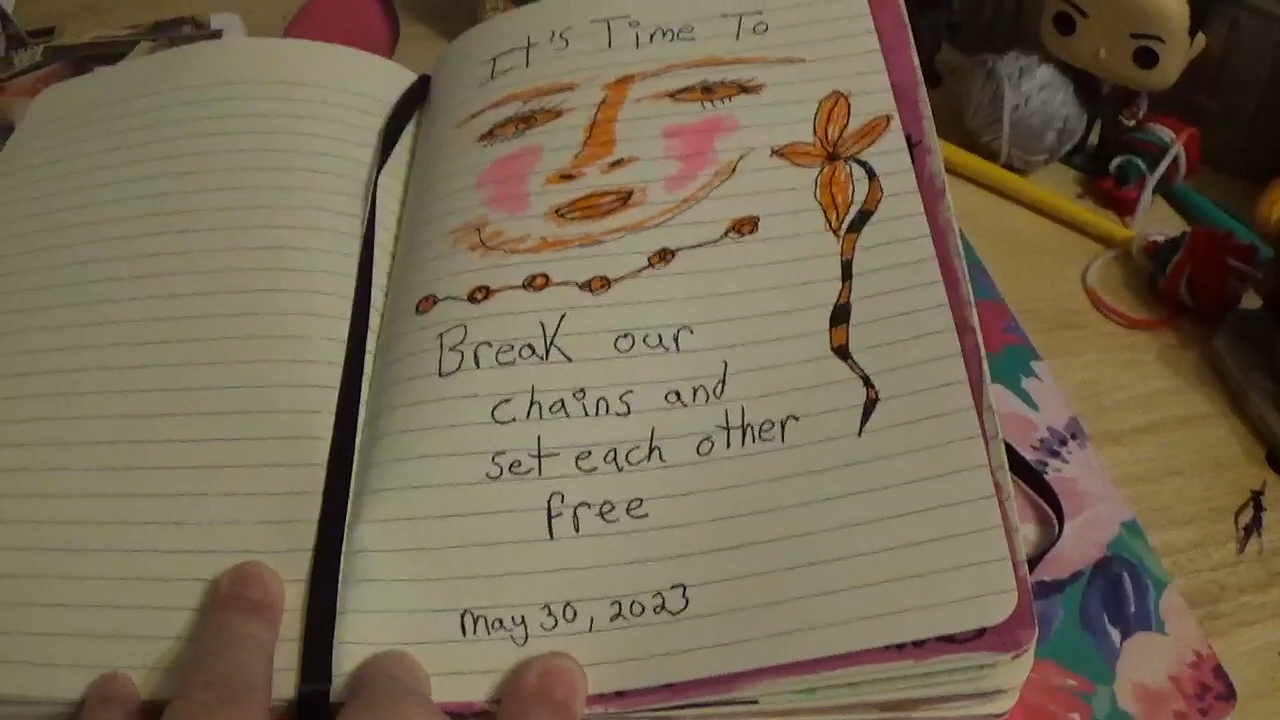 It's Time To
Break our
chains and
set each other
free
May 30, 2023